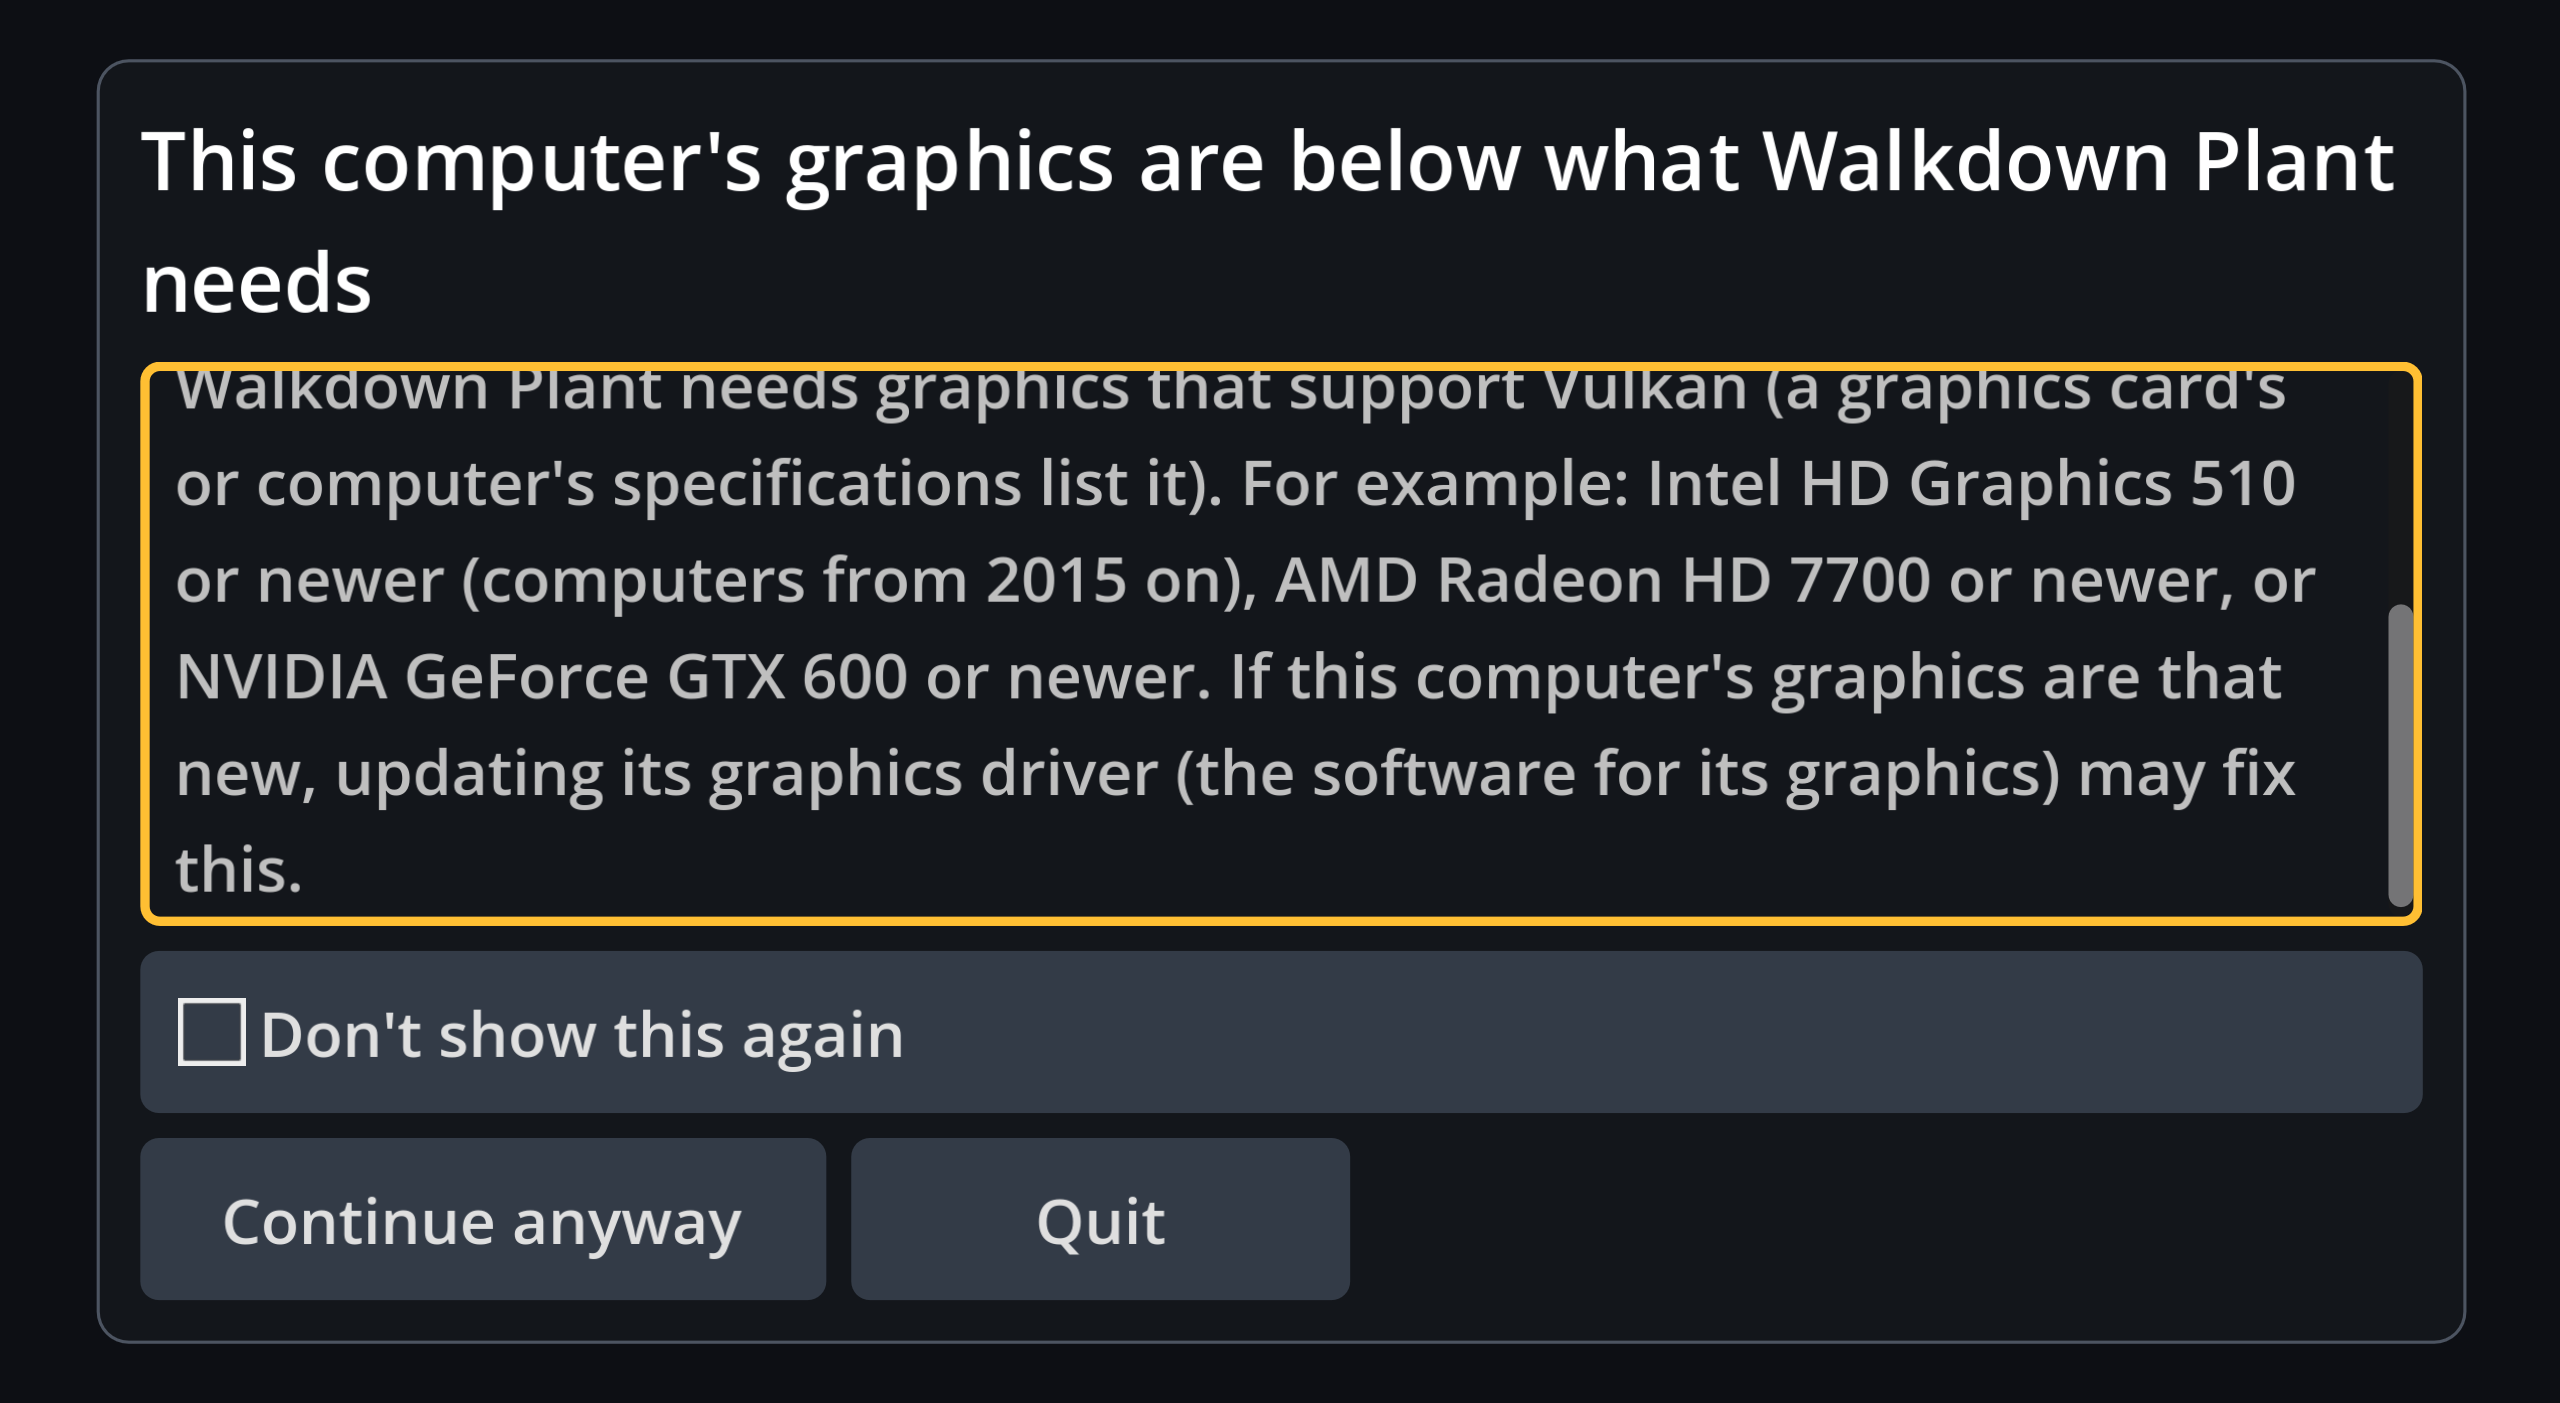 This computer's graphics are below what Walkdown Plant
needs
Walkdown Plant needs graphics that support Vulkan (a graphics card's
or computer's specifications list it). For example: Intel HD Graphics 510
or newer (computers from 2015 on), AMD Radeon HD 7700 or newer, or
NVIDIA GeForce GTX 600 or newer. If this computer's graphics are that
new, updating its graphics driver (the software for its graphics) may fix
this.
Don't show this again
Continue anyway
Quit